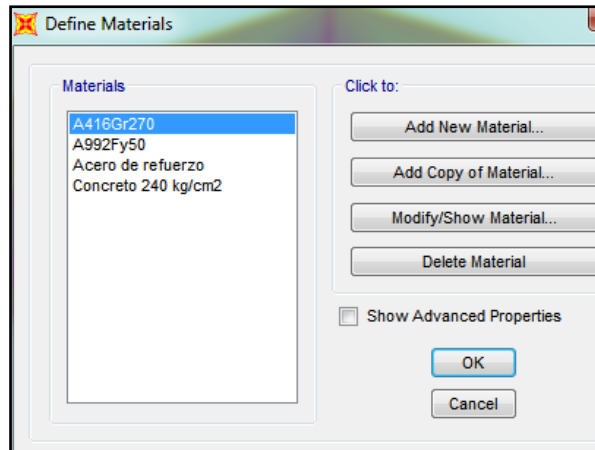 Define Materials
Materials
A416Gr270
A992Fy50
Acero de refuerzo
Concreto 240 kg/cm2
Click to:
Add New Material...
Add Copy of Material...
Modify/Show Material...
Delete Material
Show Advanced Properties
OK
Cancel